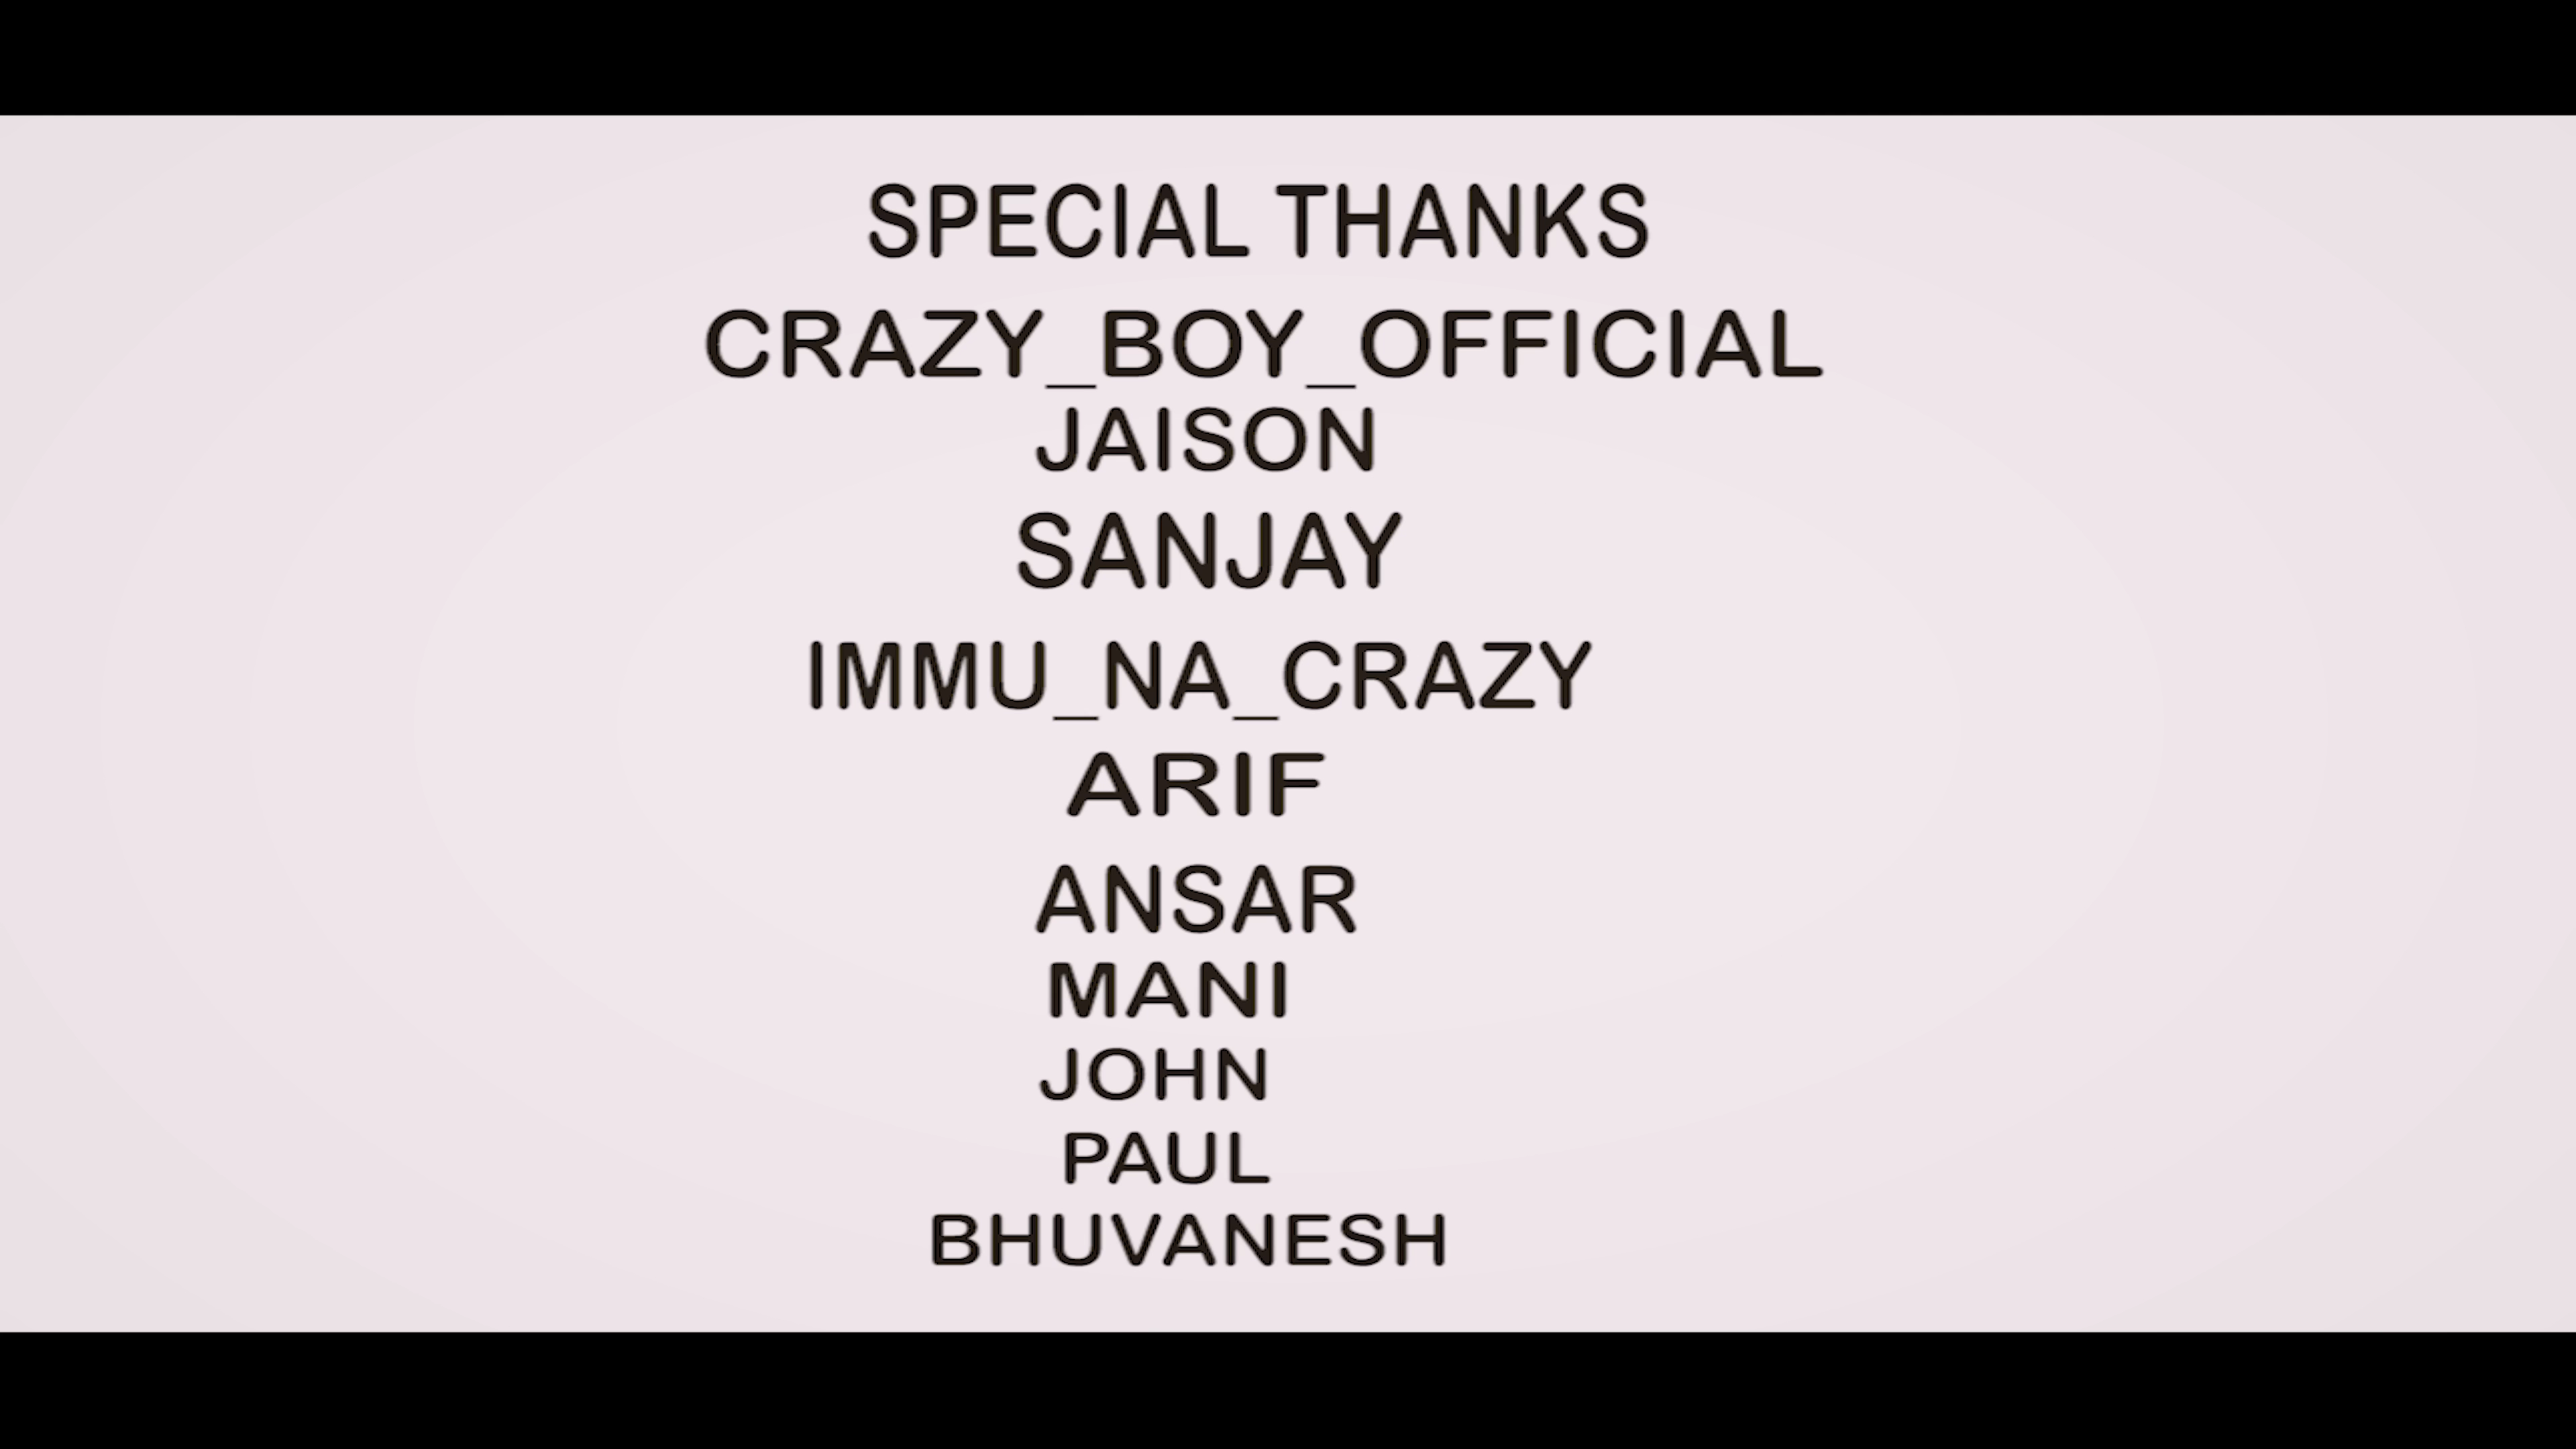 SPECIAL THANKS
CRAZY_BOY_OFFICIAL
JAISON
SANJAY
IMMU_NA_CRAZY
ARIF
ANSAR
MANI
JOHN
PAUL
BHUVANESH